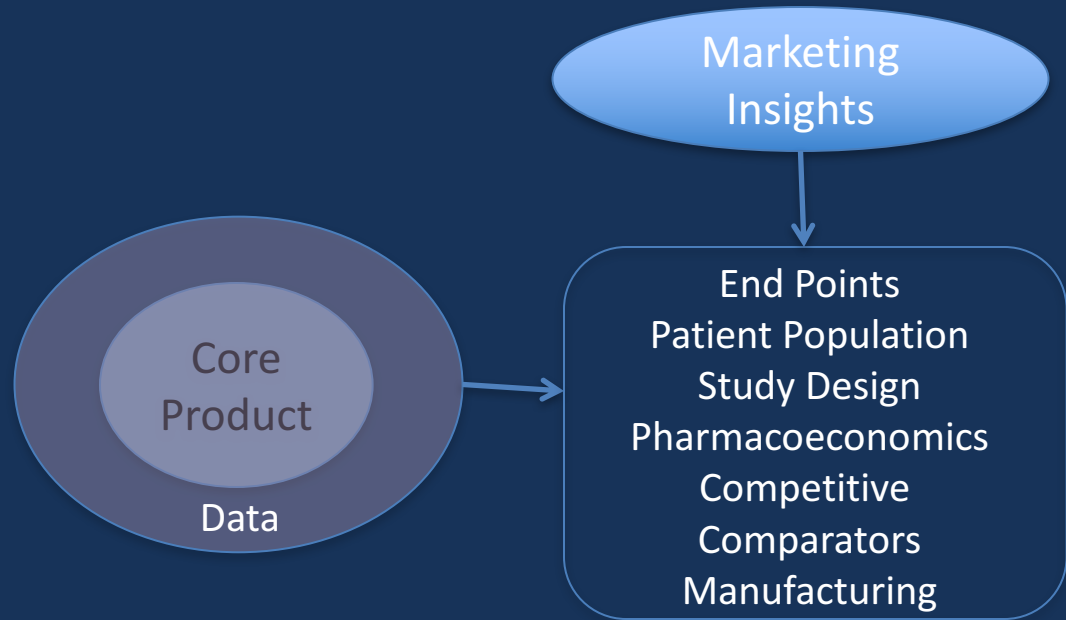 Marketing
Insights
Core
Product
Data
End Points
Patient Population
Study Design
Pharmacoeconomics
Competitive
Comparators
Manufacturing